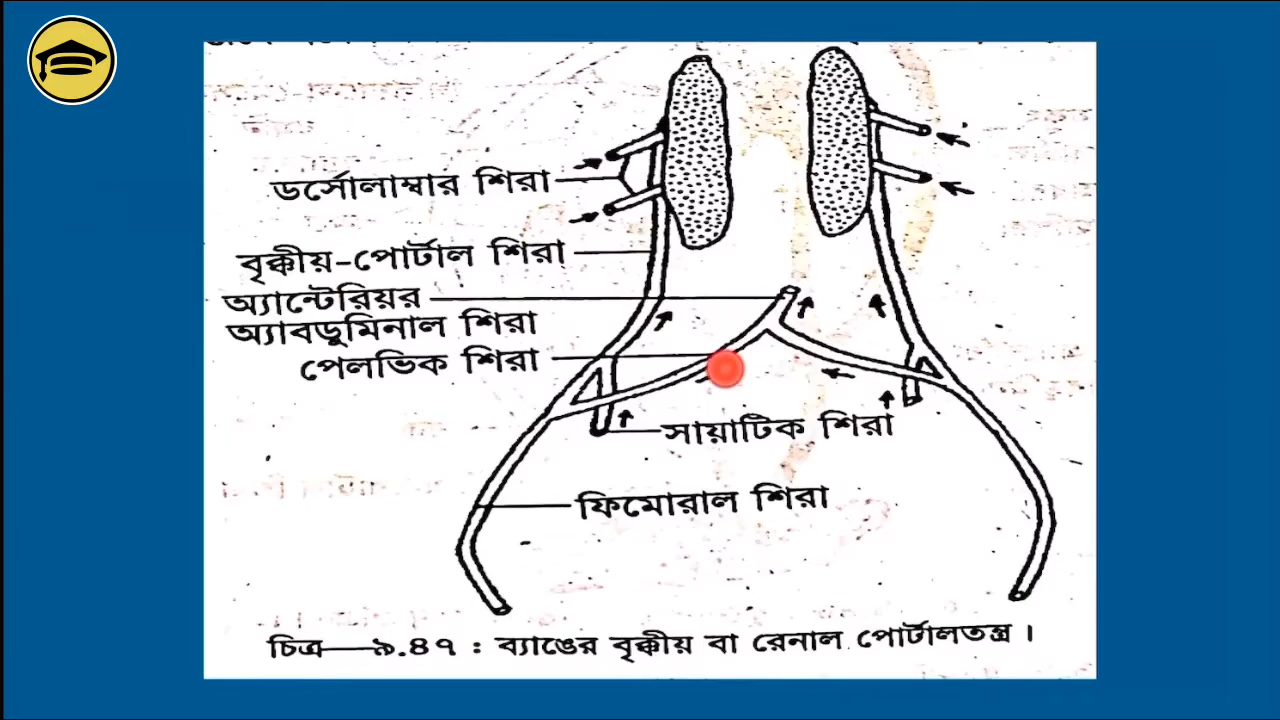 ডর্সোলাম্বার শিরা
বৃক্কীয়-পোর্টাল শিরা
অ্যান্টেরিয়র
অ্যাবডুমিনাল শিরা
পেলভিক শিরা
সায়াটিক শিরা
ফিমোরাল শিরা
চিত্র—৯.৪৭ : ব্যাঙের বৃক্কীয় বা রেনাল পোর্টালতন্ত্র।